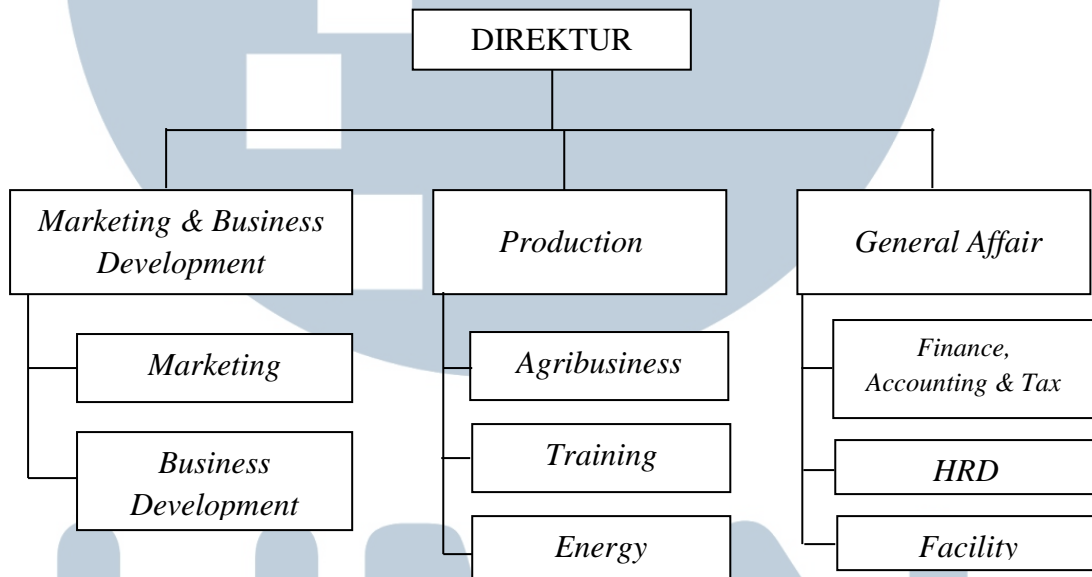 DIREKTUR
Marketing & Business
Development
Production
General Affair
Marketing
Business
Development
Agribusiness
Training
Energy
Finance,
Accounting & Tax
HRD
Facility